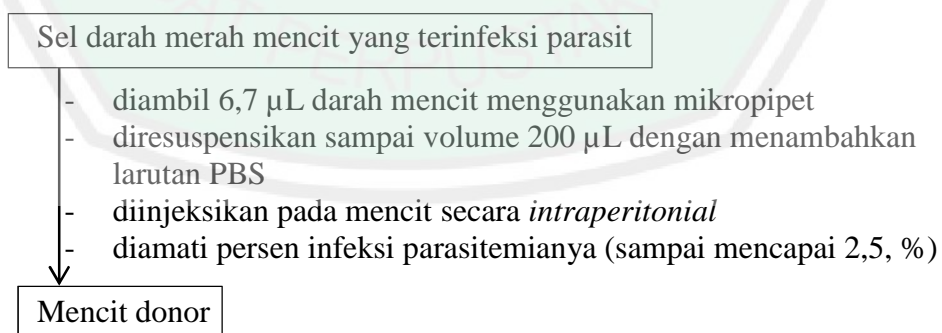 Sel darah merah mencit yang terinfeksi parasit
- diambil 6,7 µL darah mencit menggunakan mikropipet
- diresuspensikan sampai volume 200 µL dengan menambahkan
larutan PBS
- diinjeksikan pada mencit secara intraperitonial
- diamati persen infeksi parasitemianya (sampai mencapai 2,5, %)
Mencit donor